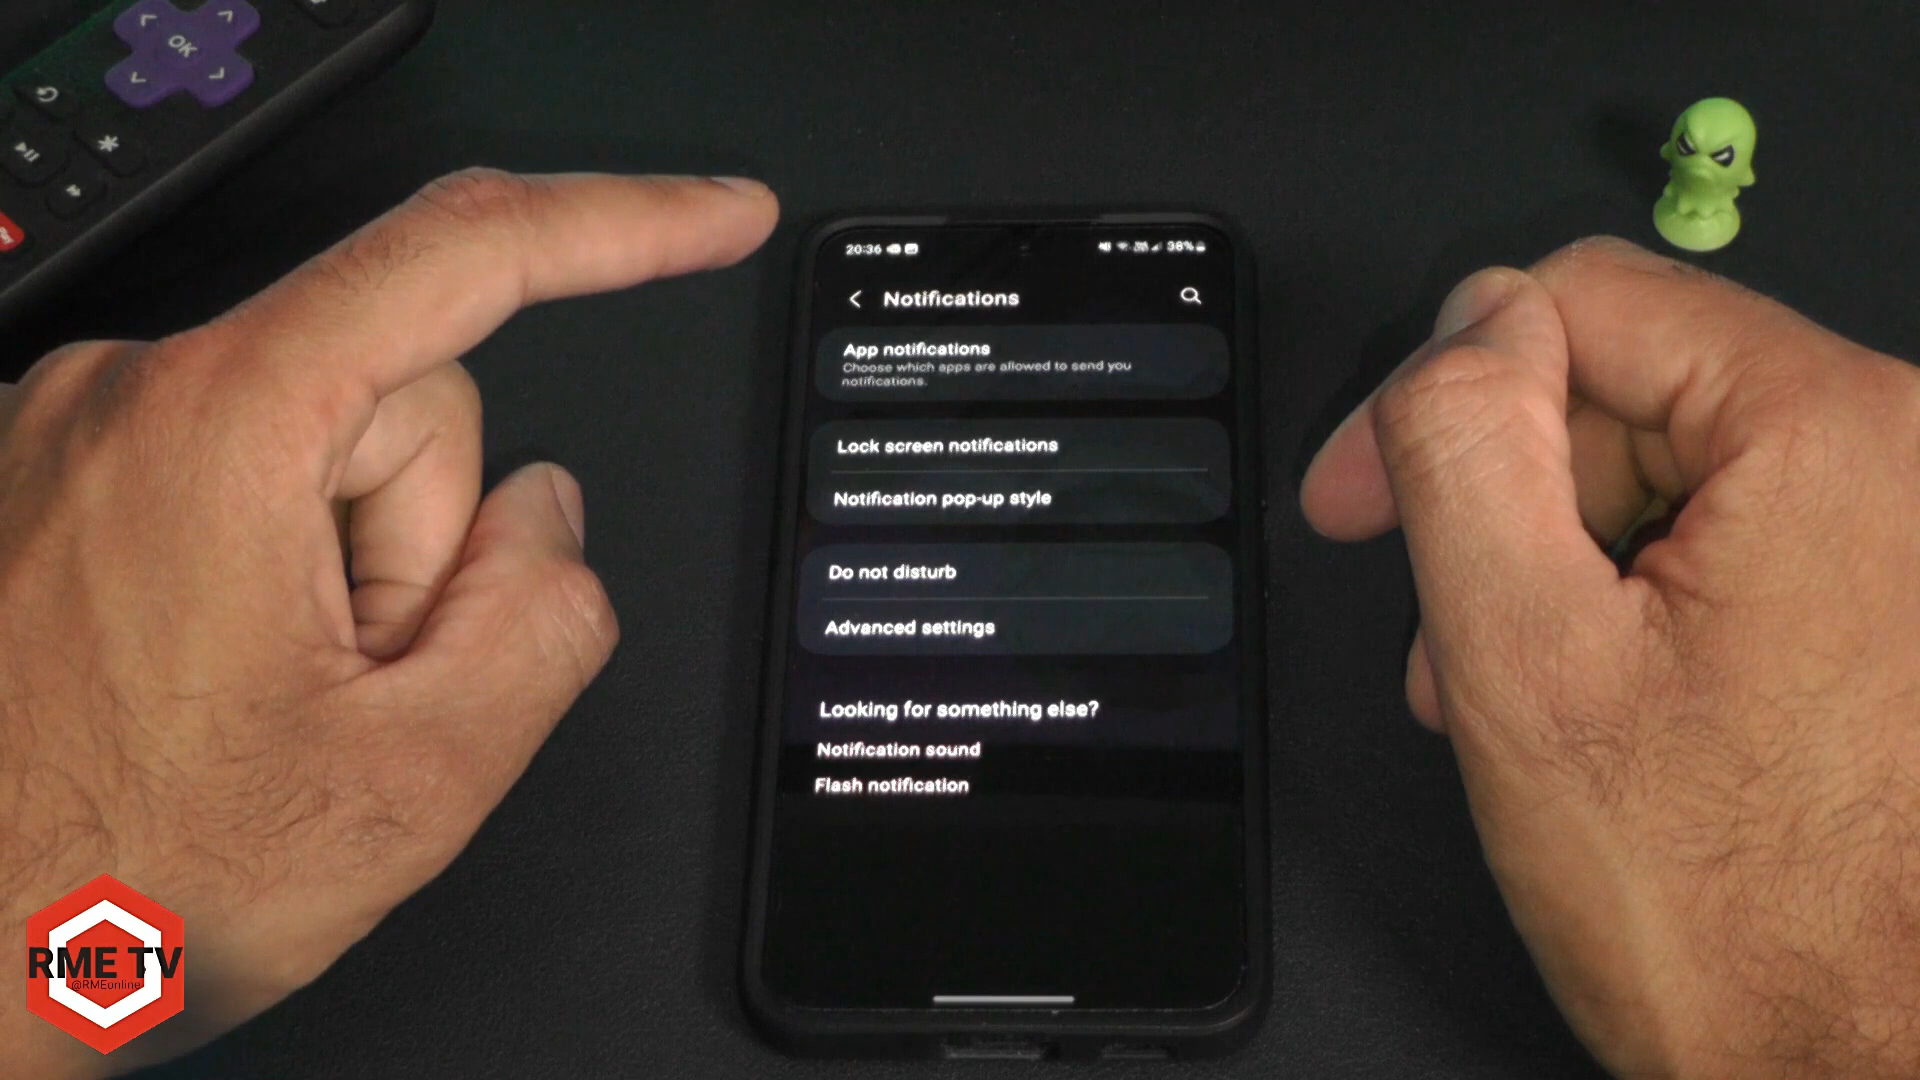 OK
20:36
38%
Notifications
App notifications
Choose which apps are allowed to send you
notifications.
Lock screen notifications
Notification pop-up style
Do not disturb
Advanced settings
Looking for something else?
Notification sound
Flash notification
RME TV
@RMEonline